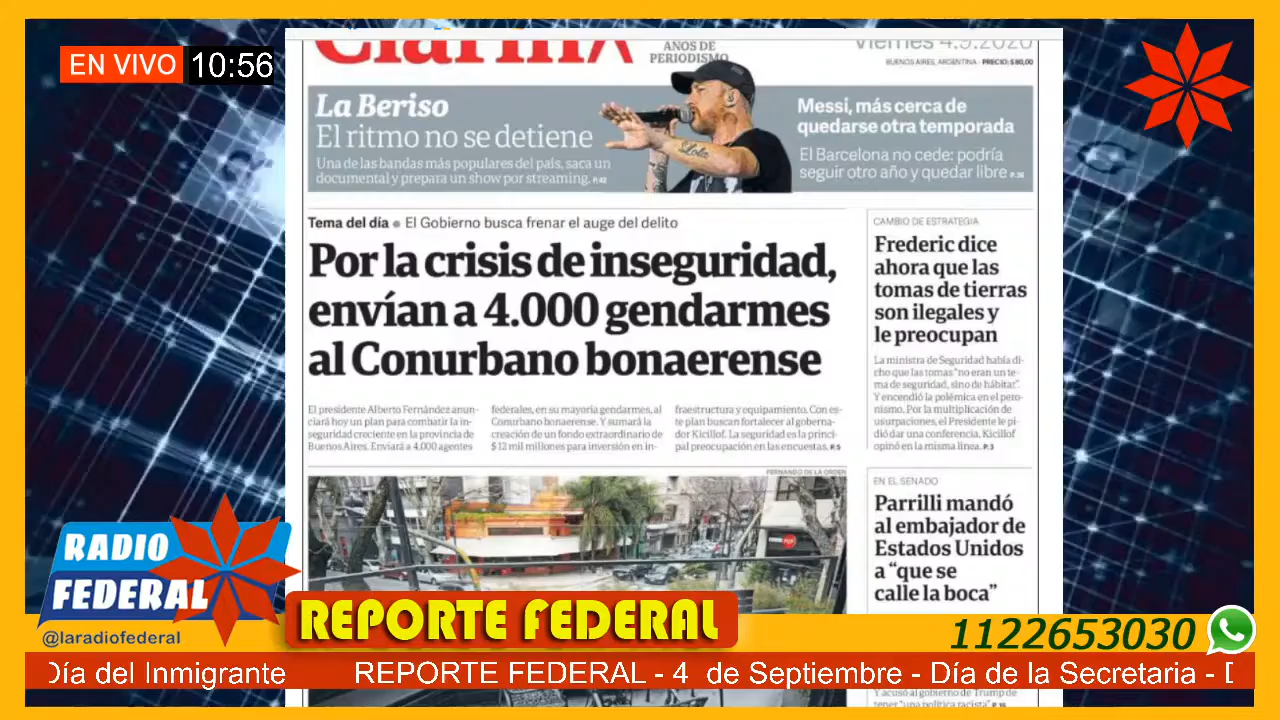 EN VIVO 10:56
Clarín
AÑOS DE
PERIODISMO
Viernes 4.9.2020
BUENOS AIRES, ARGENTINA - PRECIO: $ 80,00
La Beriso
El ritmo no se detiene
Una de las bandas más populares del país, saca un
documental y prepara un show por streaming. P.42
Lola
Messi, más cerca de
quedarse otra temporada
El Barcelona no cede: podría
seguir otro año y quedar libre P.36
Tema del día ● El Gobierno busca frenar el auge del delito
Por la crisis de inseguridad,
envían a 4.000 gendarmes
al Conurbano bonaerense
El presidente Alberto Fernández anun-
ciará hoy un plan para combatir la in-
seguridad creciente en la provincia de
Buenos Aires. Enviará a 4.000 agentes
federales, en su mayoría gendarmes, al
Conurbano bonaerense. Y sumará la
creación de un fondo extraordinario de
$ 12 mil millones para inversión en in-
fraestructura y equipamiento. Con es-
te plan buscan fortalecer al goberna-
dor Kicillof. La seguridad es la princi-
pal preocupación en las encuestas. P.5
FERNANDO DE LA ORDEN
CAMBIO DE ESTRATEGIA
Frederic dice
ahora que las
tomas de tierras
son ilegales y
le preocupan
La ministra de Seguridad había di-
cho que las tomas "no eran un te-
ma de seguridad, sino de hábitat".
Y encendió la polémica en el pero-
nismo. Por la multiplicación de
usurpaciones, el Presidente le pi-
dió dar una conferencia. Kicillof
opinó en la misma línea. P.3
EN EL SENADO
Parrilli mandó
al embajador de
Estados Unidos
a "que se
calle la boca"
Y acusó al gobierno de Trump de
tener "una política racista"
RADIO
FEDERAL
@laradiofederal
REPORTE FEDERAL
1122653030
Día del Inmigrante REPORTE FEDERAL - 4 de Septiembre - Día de la Secretaria - D